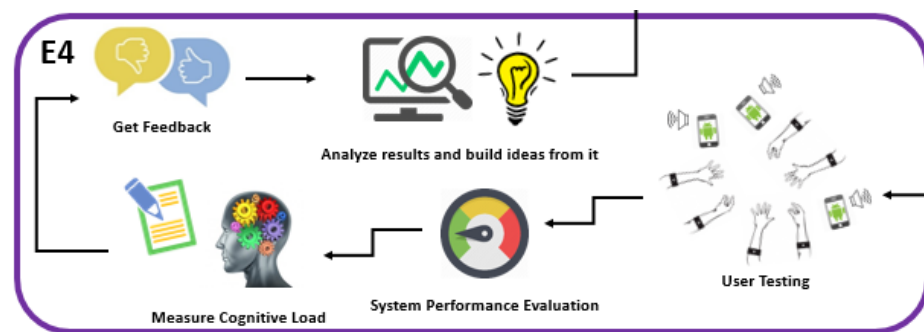 E4
Get Feedback
Analyze results and build ideas from it
User Testing
System Performance Evaluation
Measure Cognitive Load